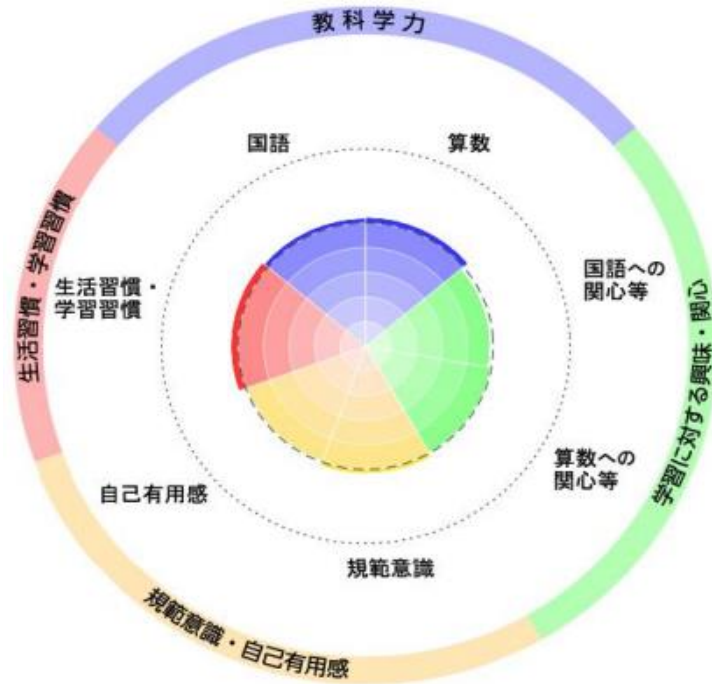 教科学力
国語
算数
生活習慣・学習習慣
生活習慣・
学習習慣
国語への
関心等
学習に対する興味・関心
算数への
関心等
自己有用感
規範意識
規範意識・自己有用感